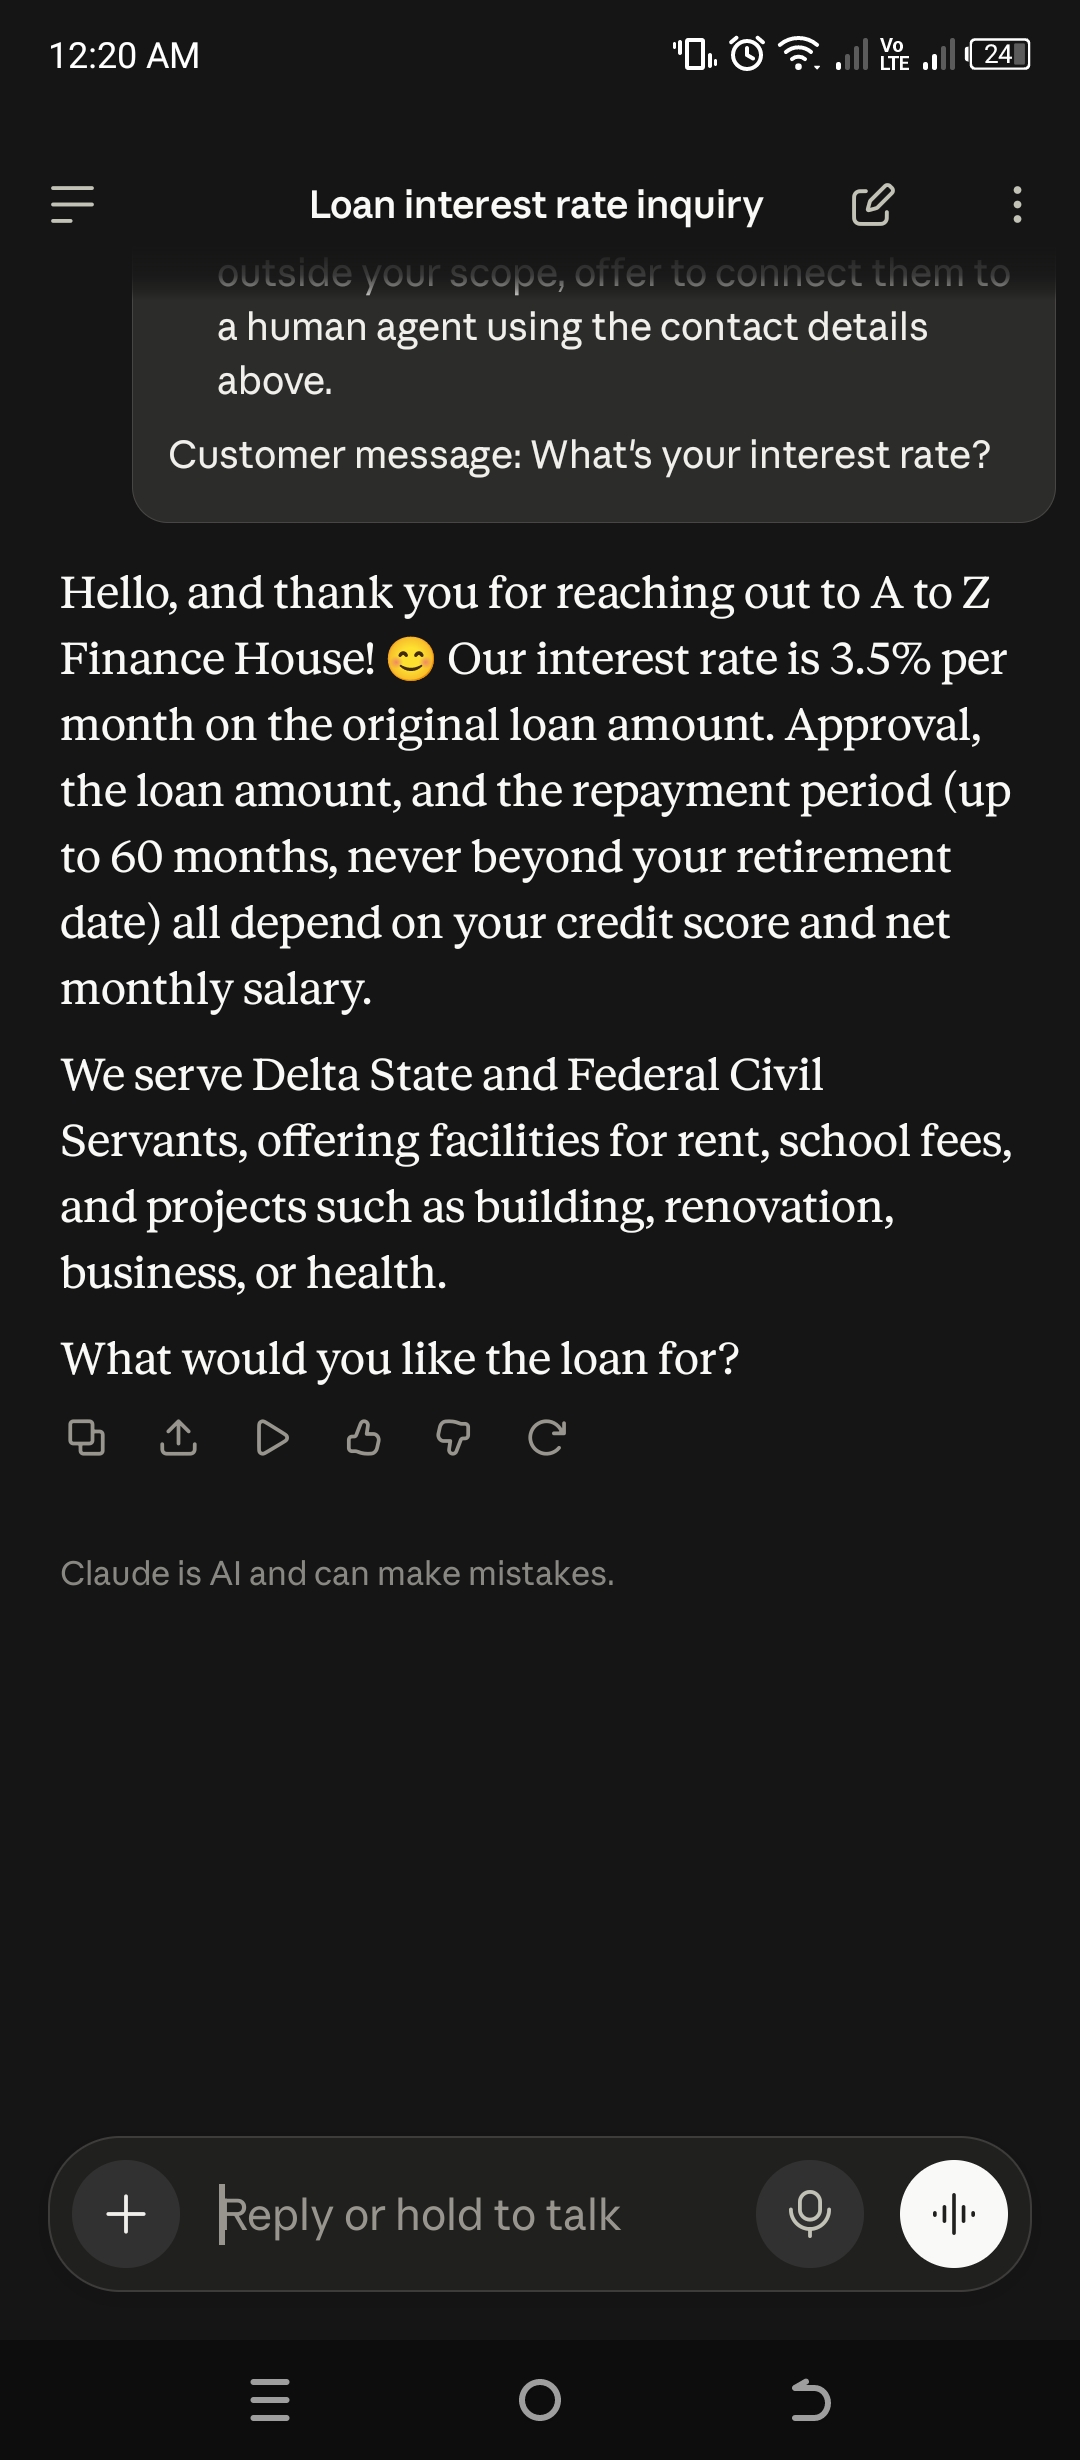 12:20 AM
Vo
LTE
24
Loan interest rate inquiry
outside your scope, offer to connect them to
a human agent using the contact details
above.
Customer message: What's your interest rate?
Hello, and thank you for reaching out to A to Z
Finance House! 😊 Our interest rate is 3.5% per
month on the original loan amount. Approval,
the loan amount, and the repayment period (up
to 60 months, never beyond your retirement
date) all depend on your credit score and net
monthly salary.
We serve Delta State and Federal Civil
Servants, offering facilities for rent, school fees,
and projects such as building, renovation,
business, or health.
What would you like the loan for?
Claude is AI and can make mistakes.
Reply or hold to talk